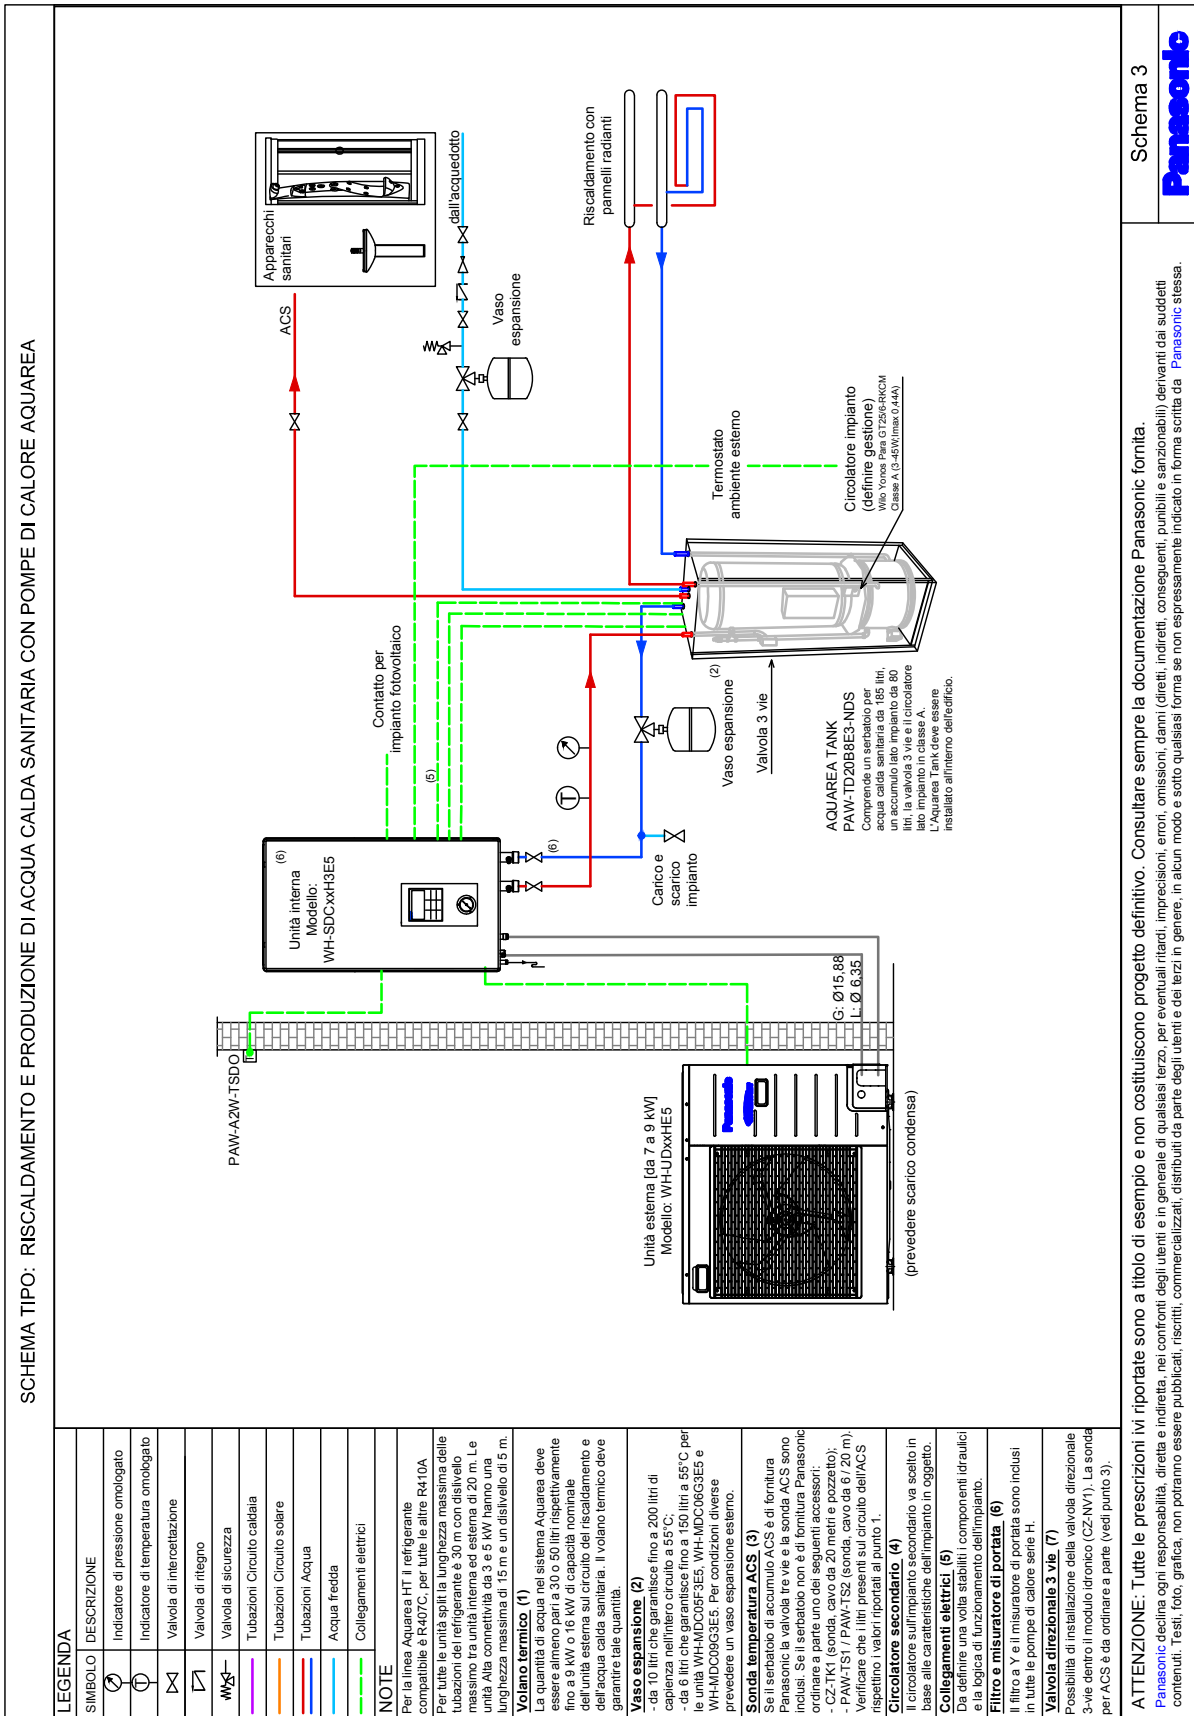 SCHEMA TIPO: RISCALDAMENTO E PRODUZIONE DI ACQUA CALDA SANITARIA CON POMPE DI CALORE AQUAREA
LEGENDA
SIMBOLO DESCRIZIONE
Indicatore di pressione omologato
T Indicatore di temperatura omologato
Valvola di intercettazione
Valvola di ritegno
Valvola di sicurezza
Tubazioni Circuito caldaia
Tubazioni Circuito solare
Tubazioni Acqua
Acqua fredda
Collegamenti elettrici
NOTE
Per la linea Aquarea HT il refrigerante
compatibile è R407C, per tutte le altre R410A
Per tutte le unità split la lunghezza massima delle
tubazioni del refrigerante è 30 m con dislivello
massimo tra unità interna ed esterna di 20 m. Le
unità Alta connettività da 3 e 5 kW hanno una
lunghezza massima di 15 m e un dislivello di 5 m.
Volano termico (1)
La quantità di acqua nel sistema Aquarea deve
essere almeno pari a 30 o 50 litri rispettivamente
fino a 9 kW o 16 kW di capacità nominale
dell'unità esterna sul circuito del riscaldamento e
dell'acqua calda sanitaria. Il volano termico deve
garantire tale quantità.
Vaso espansione (2)
- da 10 litri che garantisce fino a 200 litri di
capienza nell'intero circuito a 55°C;
- da 6 litri che garantisce fino a 150 litri a 55°C per
le unità WH-MDC05F3E5, WH-MDC06G3E5 e
WH-MDC09G3E5. Per condizioni diverse
prevedere un vaso espansione esterno.
Sonda temperatura ACS (3)
Se il serbatoio di accumulo ACS è di fornitura
Panasonic la valvola tre vie e la sonda ACS sono
inclusi. Se il serbatoio non è di fornitura Panasonic
ordinare a parte uno dei seguenti accessori:
- CZ-TK1 (sonda, cavo da 20 metri e pozzetto);
- PAW-TS1 / PAW-TS2 (sonda, cavo da 6 / 20 m).
Verificare che i litri presenti sul circuito dell'ACS
rispettino i valori riportati al punto 1.
Circolatore secondario (4)
Il circolatore sull'impianto secondario va scelto in
base alle caratteristiche dell'impianto in oggetto.
Collegamenti elettrici (5)
Da definire una volta stabiliti i componenti idraulici
e la logica di funzionamento dell'impianto.
Filtro e misuratore di portata (6)
Il filtro a Y e il misuratore di portata sono inclusi
in tutte le pompe di calore serie H.
Valvola direzionale 3 vie (7)
Possibilità di installazione della valvola direzionale
3-vie dentro il modulo idronico (CZ-NV1). La sonda
per ACS è da ordinare a parte (vedi punto 3).
PAW-A2W-TSDO
T
Unità interna
Modello:
WH-SDCxxH3E5
(6)
Contatto per
impianto fotovoltaico
(5)
(6)
T
Carico e
scarico
impianto
G: Ø15,88
L: Ø 6,35
Unità esterna [da 7 a 9 kW]
Modello: WH-UDxxHE5
Panasonic
(prevedere scarico condensa)
ACS
Apparecchi
sanitari
dall'acquedotto
Vaso
espansione
Riscaldamento con
pannelli radianti
Termostato
ambiente esterno
Circolatore impianto
(definire gestione)
Wilo Yonos Para GT25/6-RKCM
Classe A (3-45W;Imax 0.44A)
Vaso espansione
(2)
Valvola 3 vie
AQUAREA TANK
PAW-TD20B8E3-NDS
Comprende un serbatoio per
acqua calda sanitaria da 185 litri,
un accumulo lato impianto da 80
litri, la valvola 3 vie e il circolatore
lato impianto in classe A.
L'Aquarea Tank deve essere
installato all'interno dell'edificio.
ATTENZIONE: Tutte le prescrizioni ivi riportate sono a titolo di esempio e non costituiscono progetto definitivo. Consultare sempre la documentazione Panasonic fornita.
Panasonic declina ogni responsabilità, diretta e indiretta, nei confronti degli utenti e in generale di qualsiasi terzo, per eventuali ritardi, imprecisioni, errori, omissioni, danni (diretti, indiretti, conseguenti, punibili e sanzionabili) derivanti dai suddetti
contenuti. Testi, foto, grafica, non potranno essere pubblicati, riscritti, commercializzati, distribuiti da parte degli utenti e dei terzi in genere, in alcun modo e sotto qualsiasi forma se non espressamente indicato in forma scritta da Panasonic stessa.
Schema 3
Panasonic